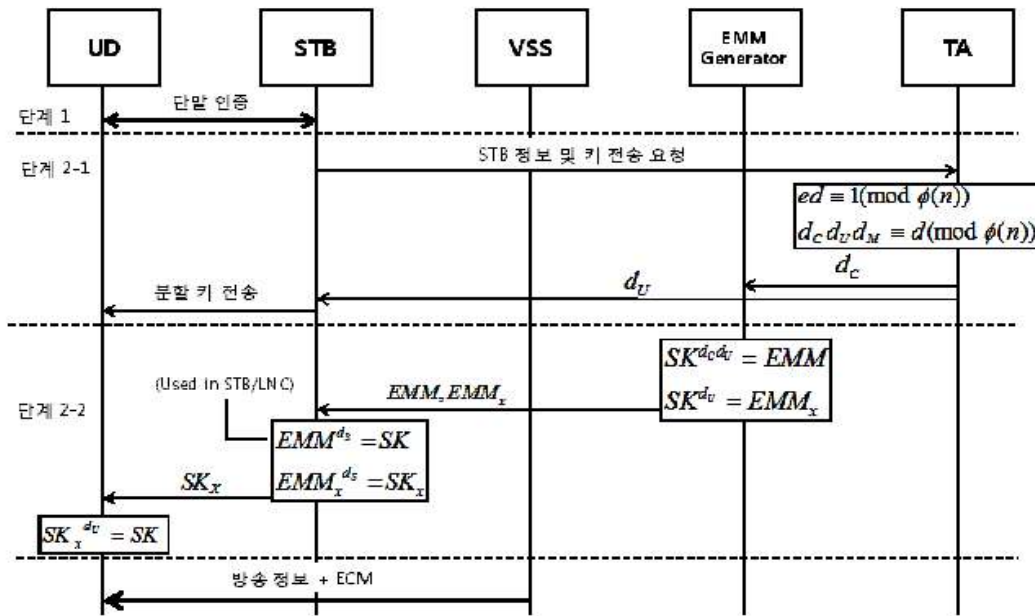 UD
STB
VSS
EMM
Generator
TA
단계 1
단말 인증
단계 2-1
STB 정보 및 키 전송 요청
ed ≡ 1(mod ϕ(n))
d_C d_U d_M ≡ d(mod ϕ(n))
d_C
d_U
분할 키 전송
SK^{d_C d_U} = EMM
SK^{d_U} = EMM_x
(Used in STB/LNC)
EMM, EMM_x
단계 2-2
EMM^{d_s} = SK
EMM_x^{d_s} = SK_x
SK_X
SK_x^{d_U} = SK
방송 정보 + ECM